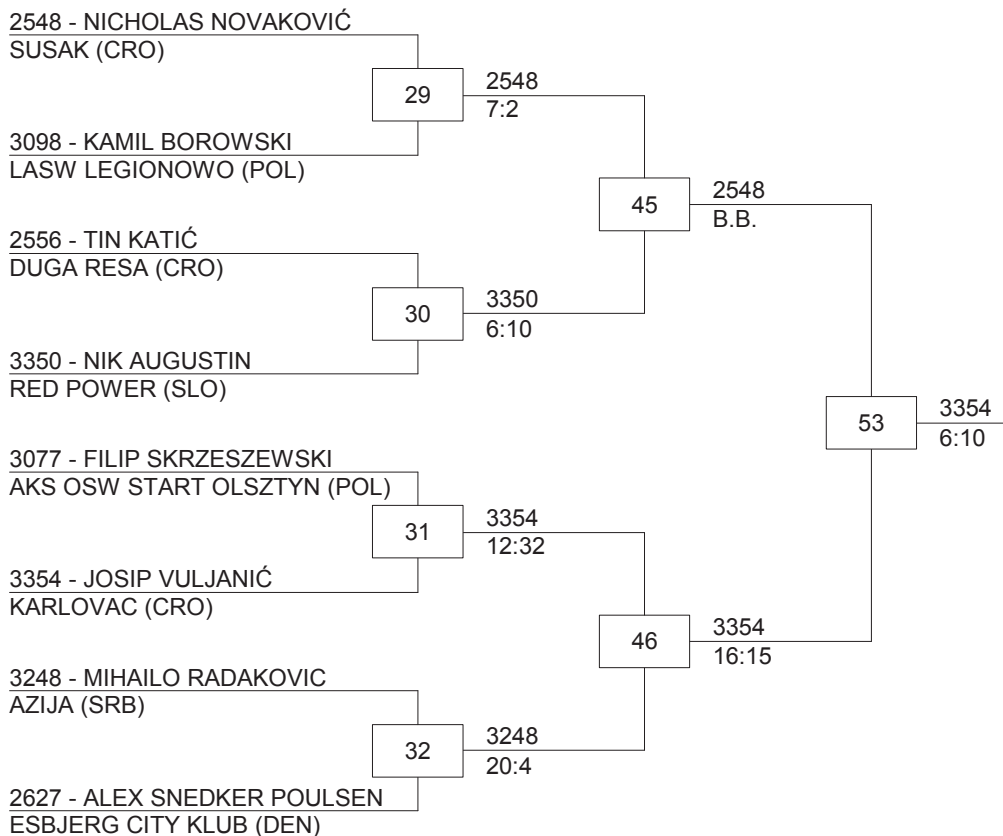 2548 - NICHOLAS NOVAKOVIĆ
SUSAK (CRO)
29
2548
7:2
3098 - KAMIL BOROWSKI
LASW LEGIONOWO (POL)
45
2548
B.B.
2556 - TIN KATIĆ
DUGA RESA (CRO)
30
3350
6:10
3350 - NIK AUGUSTIN
RED POWER (SLO)
53
3354
6:10
3077 - FILIP SKRZESZEWSKI
AKS OSW START OLSZTYN (POL)
31
3354
12:32
3354 - JOSIP VULJANIĆ
KARLOVAC (CRO)
46
3354
16:15
3248 - MIHAILO RADAKOVIC
AZIJA (SRB)
32
3248
20:4
2627 - ALEX SNEDKER POULSEN
ESBJERG CITY KLUB (DEN)